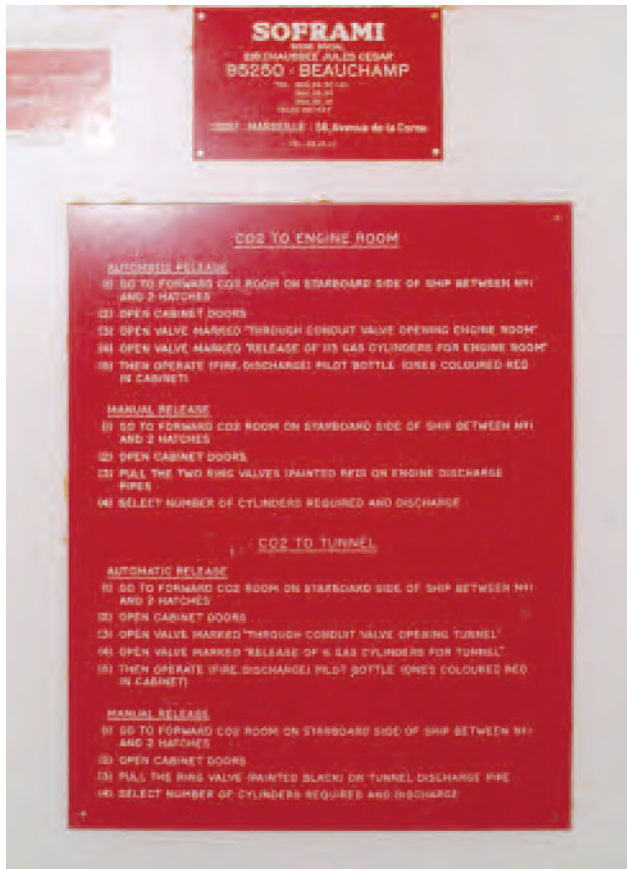 SOFRAMI
CHAUSSEE JULES CESAR
95250 - BEAUCHAMP
MARSEILLE : 58, Avenue de la Corse
CO2 TO ENGINE ROOM
AUTOMATIC RELEASE
(1) GO TO FORWARD CO2 ROOM ON STARBOARD SIDE OF SHIP BETWEEN Nº1
AND 2 HATCHES
(2) OPEN CABINET DOORS
(3) OPEN VALVE MARKED "THROUGH CONDUIT VALVE OPENING ENGINE ROOM"
(4) OPEN VALVE MARKED "RELEASE OF 113 GAS CYLINDERS FOR ENGINE ROOM"
(5) THEN OPERATE (FIRE, DISCHARGE) PILOT BOTTLE (ONES COLOURED RED
IN CABINET)
MANUAL RELEASE
(1) GO TO FORWARD CO2 ROOM ON STARBOARD SIDE OF SHIP BETWEEN Nº1
AND 2 HATCHES
(2) OPEN CABINET DOORS
(3) PULL THE TWO RING VALVES (PAINTED RED) ON ENGINE DISCHARGE
PIPES
(4) SELECT NUMBER OF CYLINDERS REQUIRED AND DISCHARGE
CO2 TO TUNNEL
AUTOMATIC RELEASE
(1) GO TO FORWARD CO2 ROOM ON STARBOARD SIDE OF SHIP BETWEEN Nº1
AND 2 HATCHES
(2) OPEN CABINET DOORS
(3) OPEN VALVE MARKED "THROUGH CONDUIT VALVE OPENING TUNNEL"
(4) OPEN VALVE MARKED "RELEASE OF GAS CYLINDERS FOR TUNNEL"
(5) THEN OPERATE (FIRE, DISCHARGE) PILOT BOTTLE (ONES COLOURED RED
IN CABINET)
MANUAL RELEASE
(1) GO TO FORWARD CO2 ROOM ON STARBOARD SIDE OF SHIP BETWEEN Nº1
AND 2 HATCHES
(2) OPEN CABINET DOORS
(3) PULL THE RING VALVE (PAINTED BLACK) ON TUNNEL DISCHARGE PIPE
(4) SELECT NUMBER OF CYLINDERS REQUIRED AND DISCHARGE